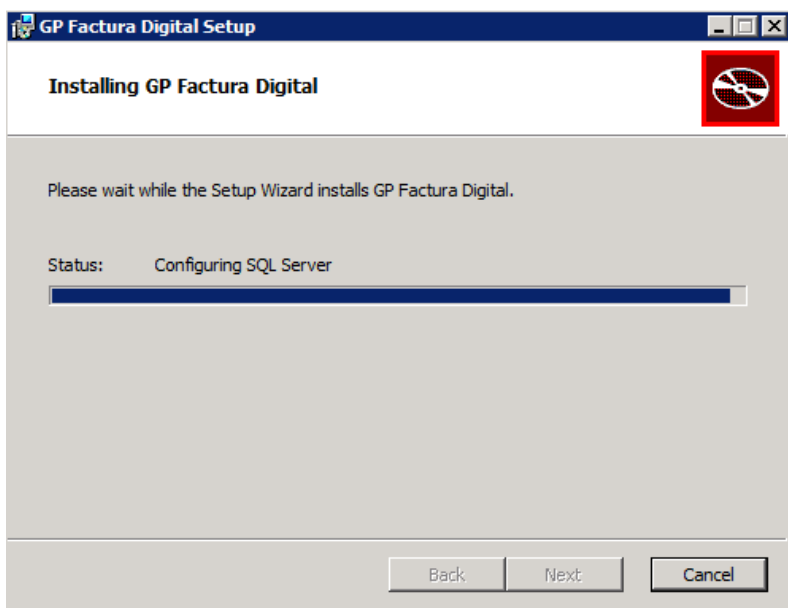 GP Factura Digital Setup
Installing GP Factura Digital
Please wait while the Setup Wizard installs GP Factura Digital.
Status: Configuring SQL Server
Back Next Cancel